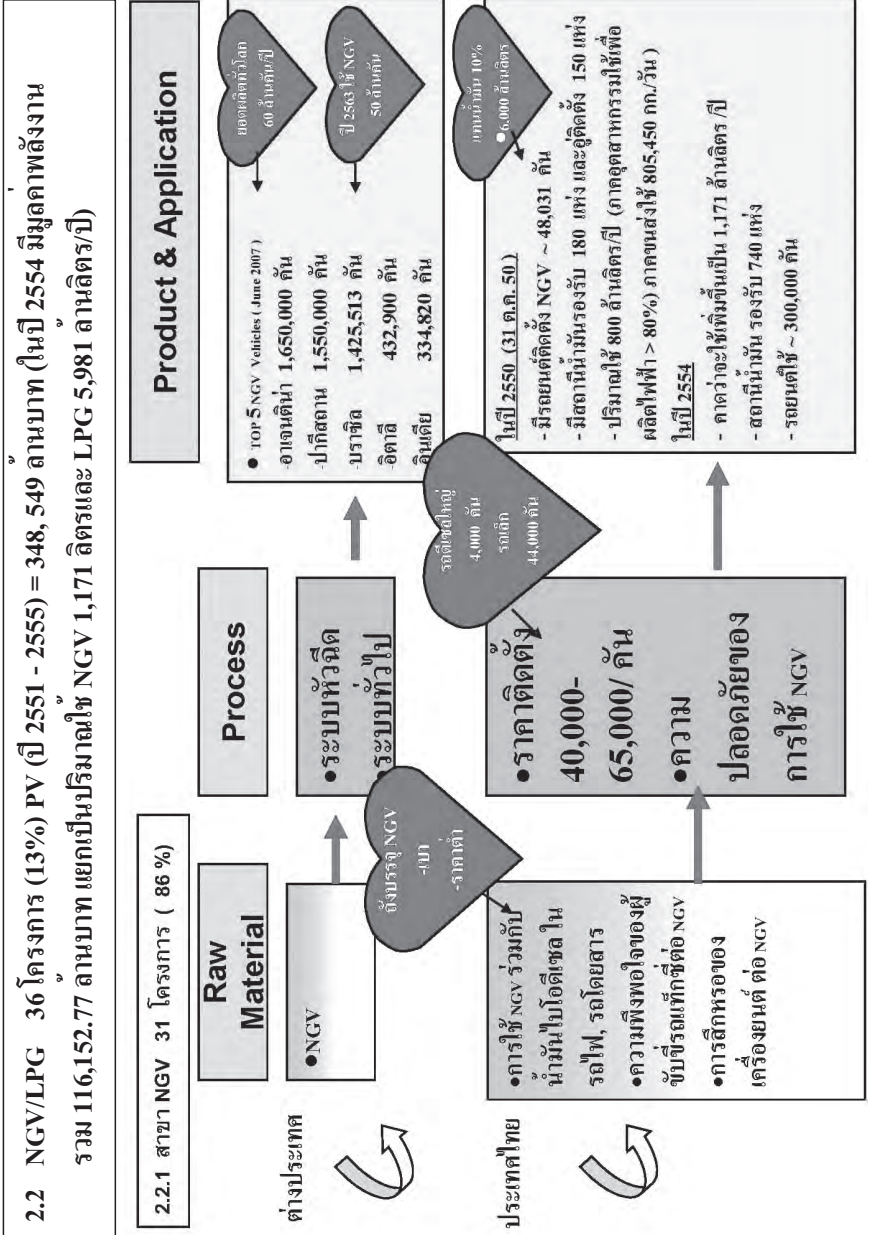 2.2 NGV/LPG 36 โครงการ (13%) PV (ปี 2551 - 2555) = 348, 549 ล้านบาท (ในปี 2554 มีมูลค่าพลังงาน
รวม 116,152.77 ล้านบาท แยกเป็นปริมาณใช้ NGV 1,171 ลิตรและ LPG 5,981 ล้านลิตร/ปี)
2.2.1 สาขา NGV 31 โครงการ ( 86 %)
Raw
Material
Process
Product & Application
ต่างประเทศ
●NGV
●ระบบหัวฉีด
●ระบบทั่วไป
● TOP 5 NGV Vehicles ( June 2007 )
-อาเจนติน่า 1,650,000 คัน
-ปากีสถาน 1,550,000 คัน
-บราซิล 1,425,513 คัน
-อิตาลี 432,900 คัน
อินเดีย 334,820 คัน
ยอดผลิตทั่วโลก
60 ล้านคัน/ปี
ปี 2563 ใช้ NGV
50 ล้านคัน
ถังบรรจุ NGV
-เบา
-ราคาต่ำ
รถดีเซลใหญ่
4,000 คัน
รถเล็ก
44,000 คัน
แทนน้ำมัน 10%
●6,000 ล้านลิตร
ประเทศไทย
●การใช้ NGV ร่วมกับ
น้ำมันไบโอดีเซล ใน
รถไฟ, รถโดยสาร
●ความพึงพอใจของผู้
ขับขี่รถแท็กซี่ต่อ NGV
●การสึกหรอของ
เครื่องยนต์ ต่อ NGV
●ราคาติดตั้ง
40,000-
65,000/ คัน
●ความ
ปลอดภัยของ
การใช้ NGV
ในปี 2550 (31 ต.ค. 50 )
- มีรถยนต์ติดตั้ง NGV ~ 48,031 คัน
- มีสถานีน้ำมันรองรับ 180 แห่ง และอู่ติดตั้ง 150 แห่ง
- ปริมาณใช้ 800 ล้านลิตร/ปี (ภาคอุตสาหกรรมใช้เพื่อ
ผลิตไฟฟ้า > 80%) ภาคขนส่งใช้ 805,450 กก./วัน )
ในปี 2554
- คาดว่าจะใช้เพิ่มขึ้นเป็น 1,171 ล้านลิตร /ปี
- สถานีน้ำมัน รองรับ 740 แห่ง
- รถยนต์ใช้ ~ 300,000 คัน